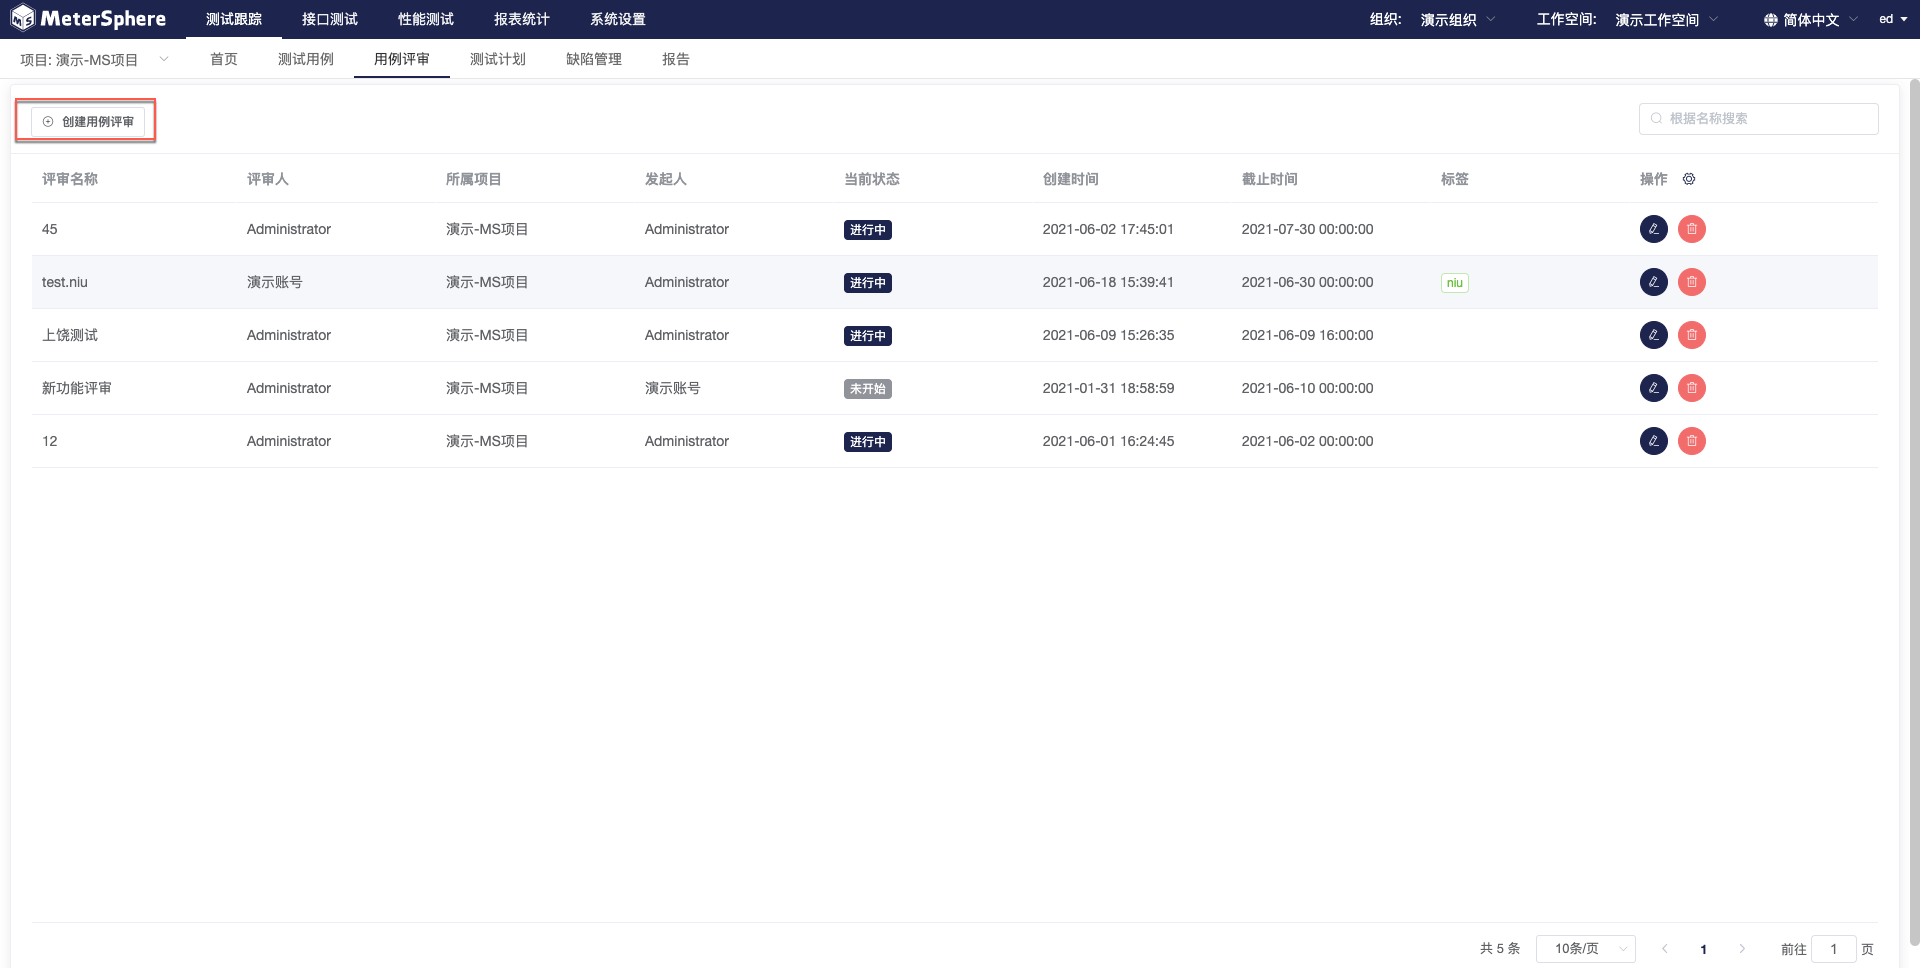 MeterSphere 测试跟踪 接口测试 性能测试 报表统计 系统设置 组织: 演示组织 工作空间: 演示工作空间 简体中文 ed
项目: 演示-MS项目 首页 测试用例 用例评审 测试计划 缺陷管理 报告
创建用例评审 根据名称搜索
评审名称 评审人 所属项目 发起人 当前状态 创建时间 截止时间 标签 操作
45 Administrator 演示-MS项目 Administrator 进行中 2021-06-02 17:45:01 2021-07-30 00:00:00
test.niu 演示账号 演示-MS项目 Administrator 进行中 2021-06-18 15:39:41 2021-06-30 00:00:00 niu
上饶测试 Administrator 演示-MS项目 Administrator 进行中 2021-06-09 15:26:35 2021-06-09 16:00:00
新功能评审 Administrator 演示-MS项目 演示账号 未开始 2021-01-31 18:58:59 2021-06-10 00:00:00
12 Administrator 演示-MS项目 Administrator 进行中 2021-06-01 16:24:45 2021-06-02 00:00:00
共 5 条 10条/页 1 前往 1 页